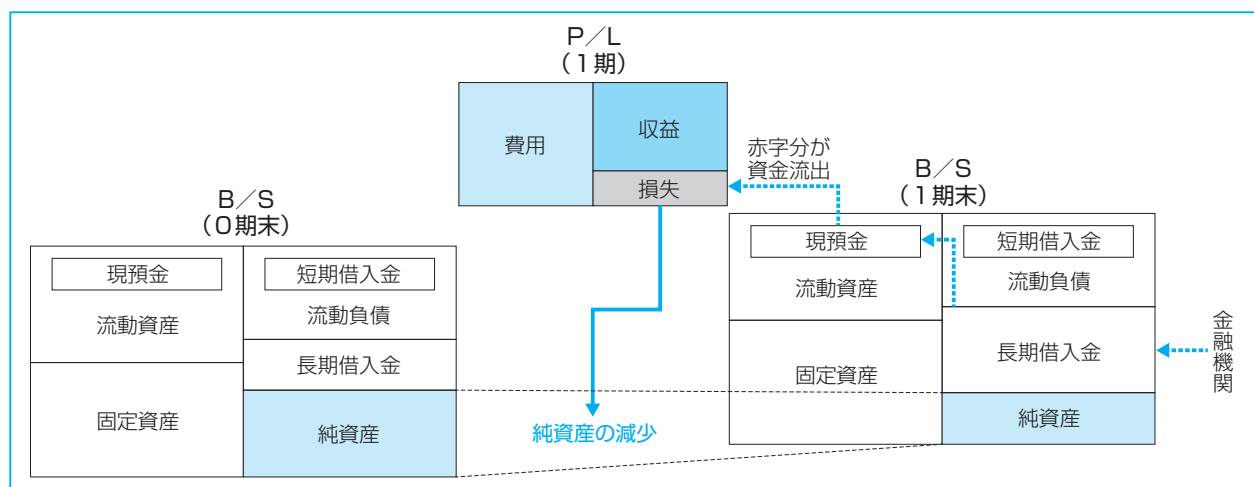 P／L
（1期）
費用
収益
損失
赤字分が
資金流出
B／S
（0期末）
現預金
流動資産
固定資産
短期借入金
流動負債
長期借入金
純資産
純資産の減少
B／S
（1期末）
現預金
流動資産
固定資産
短期借入金
流動負債
長期借入金
純資産
金融機関